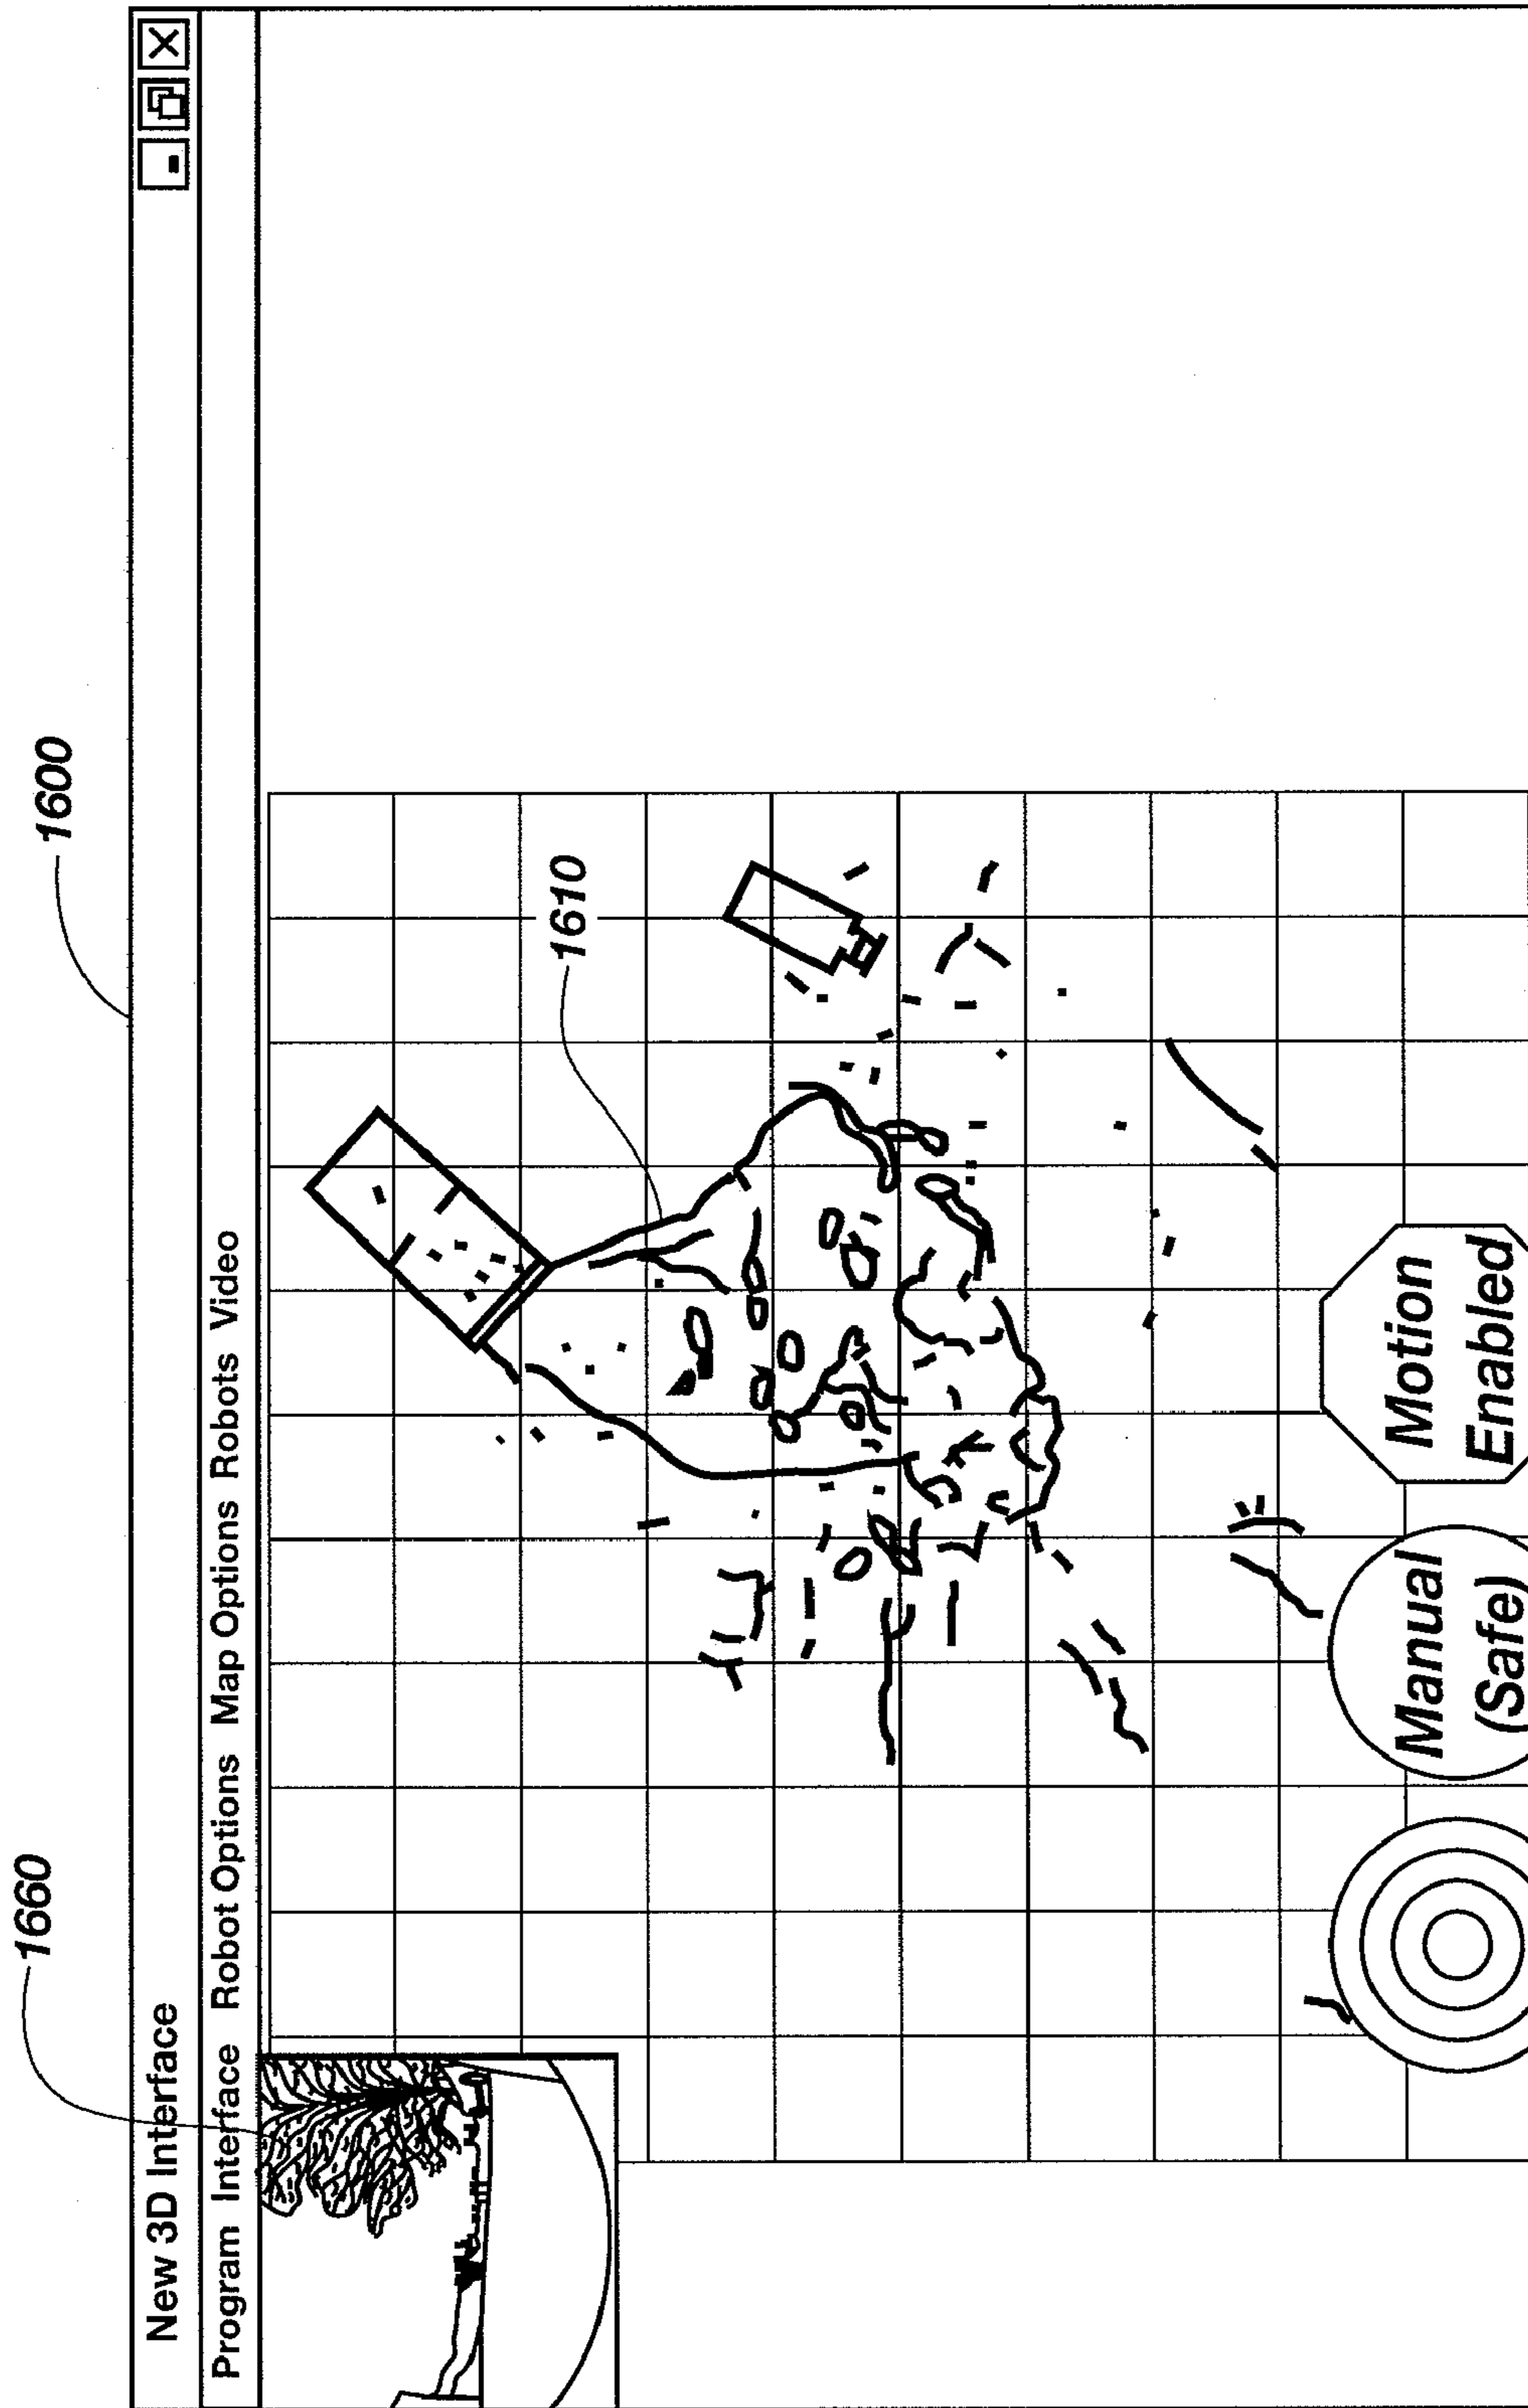 1600
1660
New 3D Interface
Program Interface Robot Options Map Options Robots Video
1610
Manual
(Safe)
Motion
Enabled